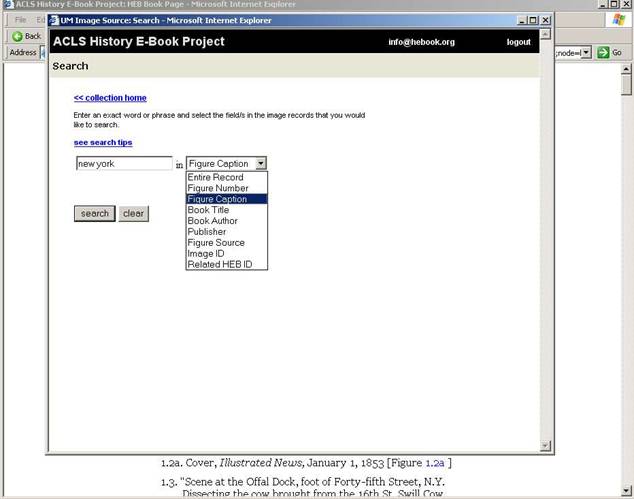 ACLS History E-Book Project: HEB Book Page - Microsoft Internet Explorer
UM Image Source: Search - Microsoft Internet Explorer
File
Back
Address
;node=
Go
ACLS History E-Book Project
info@hebook.org
logout
Search
<< collection home
Enter an exact word or phrase and select the field/s in the image records that you would
like to search.
see search tips
new york in Figure Caption
Entire Record
Figure Number
Figure Caption
search clear
Book Title
Book Author
Publisher
Figure Source
Image ID
Related HEB ID
1.2a. Cover, Illustrated News, January 1, 1853 [Figure 1.2a ]
1.3. "Scene at the Offal Dock, foot of Forty-fifth Street, N.Y.
Dissecting the cow brought from the 16th St. Swill Cow